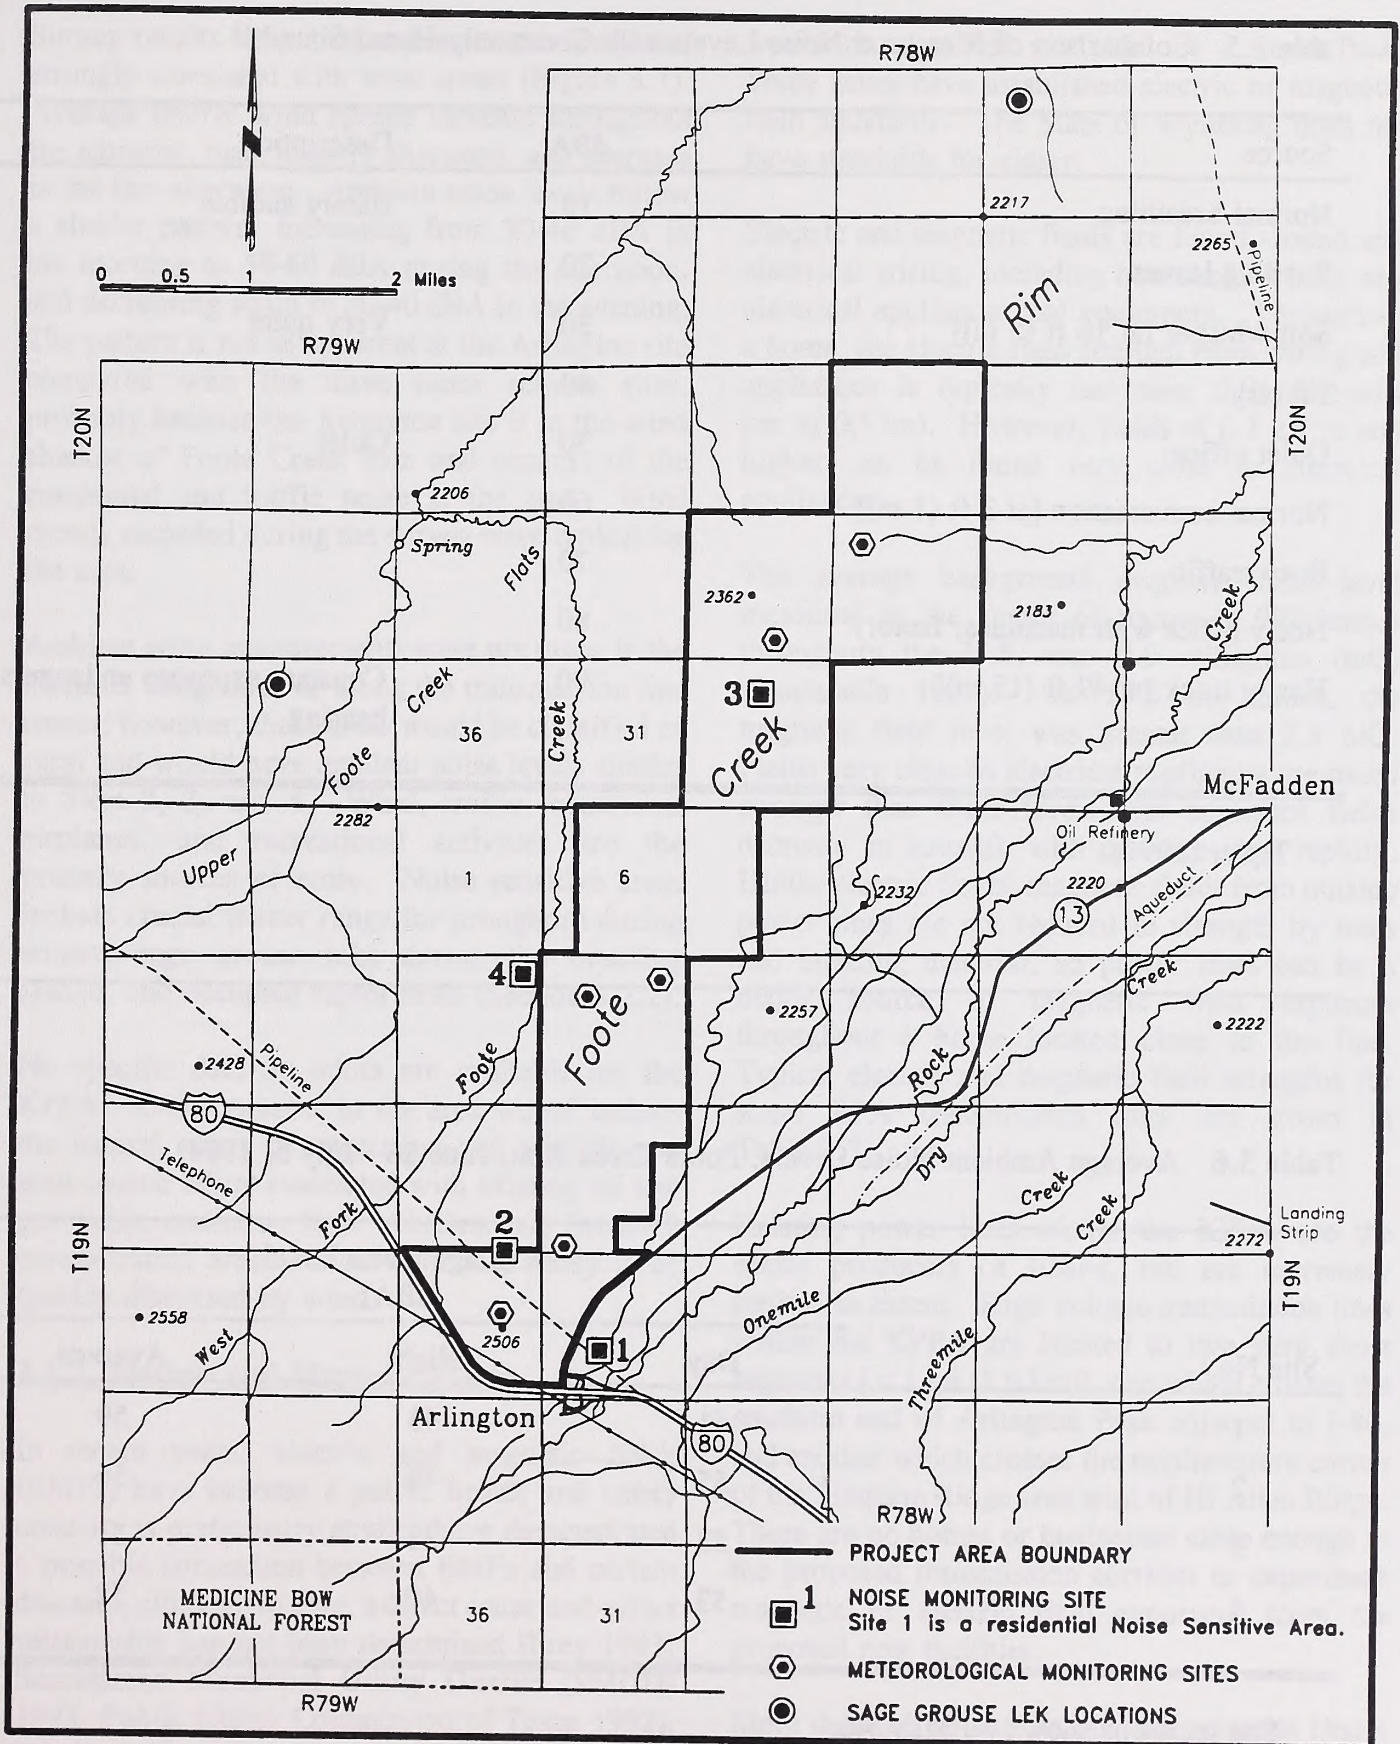 R78W
2217
2265
Pipeline
0 0.5 1 2 Miles
Rim
R79W
T20N
T20N
2206
Spring
Flats
2362
2183
Creek
3
Creek
Creek
36
31
Creek
Foote
McFadden
2282
Oil Refinery
Upper
1
6
2232
2220
13
Aqueduct
4
Creek
Foote
2257
2222
2428
Pipeline
Foote
Rock
80
Telephone
Dry
Fork
Creek
Creek
Landing
Strip
2
2272
T19N
T19N
Onemile
2558
West
2506
1
Threemile
Arlington
80
R78W
PROJECT AREA BOUNDARY
MEDICINE BOW
NATIONAL FOREST
36
31
1 NOISE MONITORING SITE
Site 1 is a residential Noise Sensitive Area.
METEOROLOGICAL MONITORING SITES
R79W
SAGE GROUSE LEK LOCATIONS